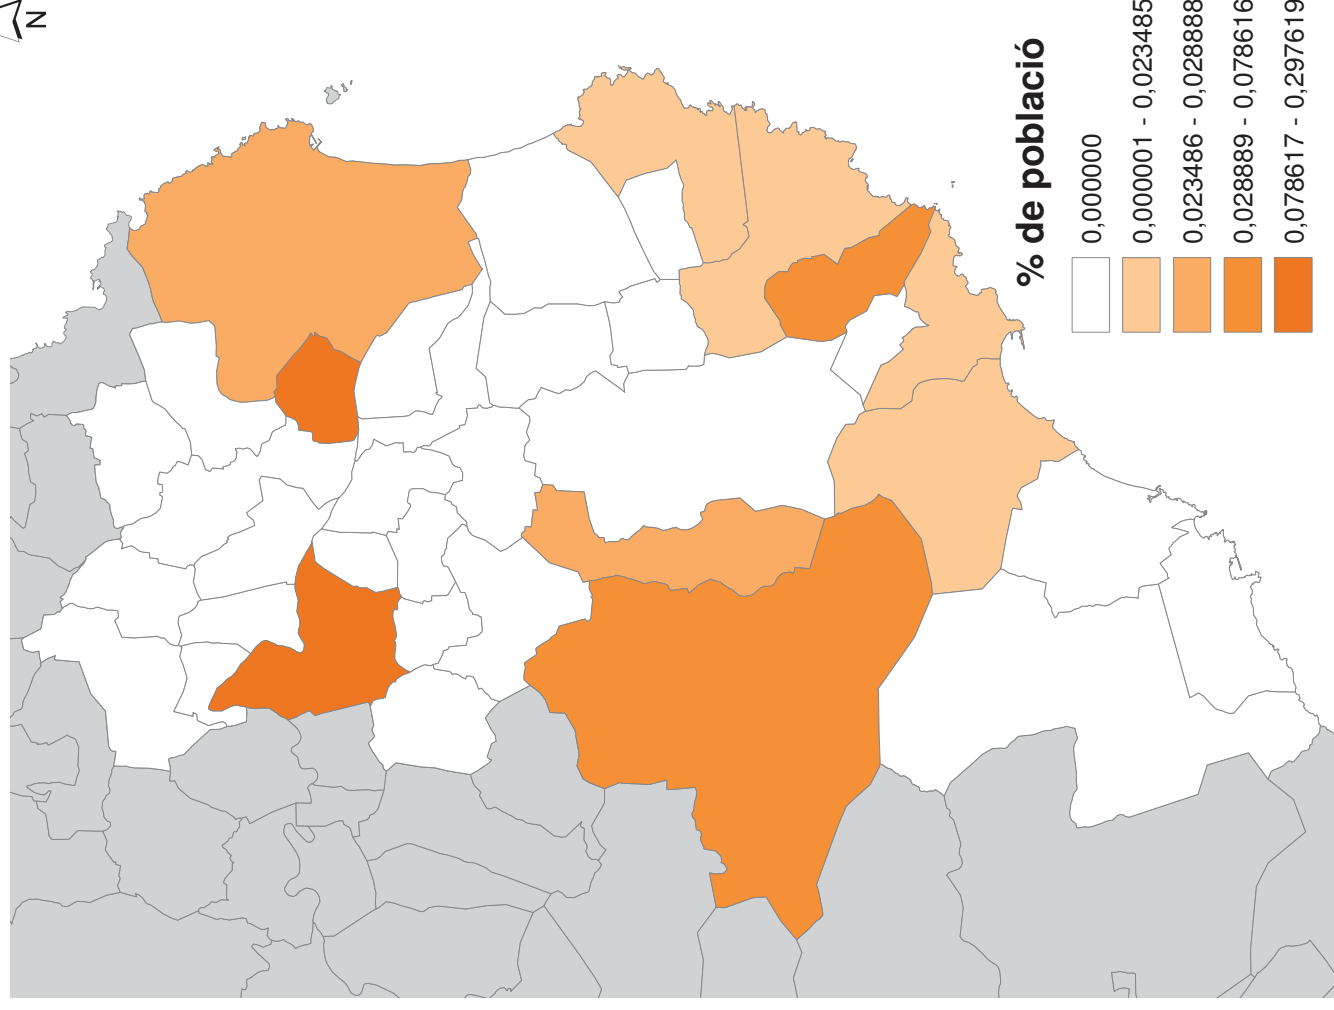 N
% de població
0,000000
0,000001 - 0,023485
0,023486 - 0,028888
0,028889 - 0,078616
0,078617 - 0,297619